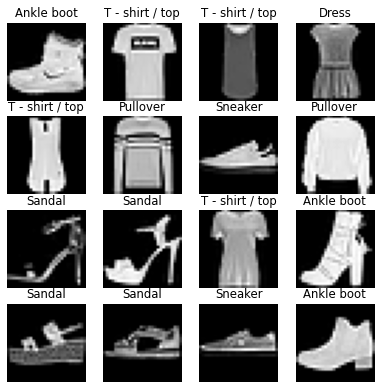 Ankle boot T - shirt / top T - shirt / top Dress
T - shirt / top Pullover Sneaker Pullover
Sandal Sandal T - shirt / top Ankle boot
Sandal Sandal Sneaker Ankle boot